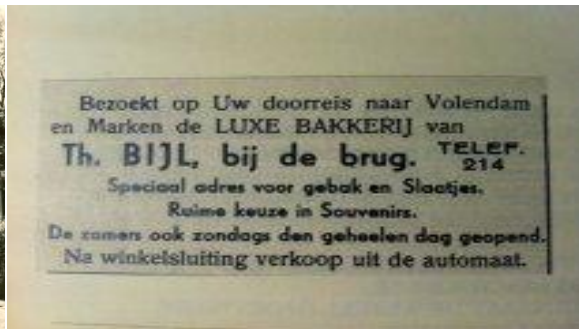 Bezoekt op Uw doorreis naar Volendam
en Marken de LUXE BAKKERIJ van
Th. BIJL, bij de brug. TELEF. 214
Speciaal adres voor gebak en Slaatjes.
Ruime keuze in Souvenirs.
De zomers ook zondags den geheelen dag geopend.
Na winkelsluiting verkoop uit de automaat.